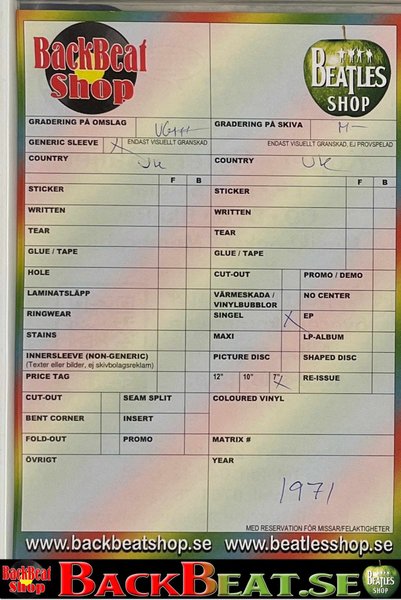 BackBeat
Shop
BEATLES
SHOP
GRADERING PÅ OMSLAG VG+++
GRADERING PÅ SKIVA M-
GENERIC SLEEVE X ENDAST VISUELLT GRANSKAD
ENDAST VISUELLT GRANSKAD, EJ PROVSPELAD
COUNTRY UK
COUNTRY UK
F B
F B
STICKER
STICKER
WRITTEN
WRITTEN
TEAR
TEAR
GLUE / TAPE
GLUE / TAPE
HOLE
CUT-OUT PROMO / DEMO
LAMINATSLÄPP
VÄRMESKADA /
VINYLBUBBLOR
NO CENTER
RINGWEAR
SINGEL X EP
STAINS
MAXI LP-ALBUM
INNERSLEEVE (NON-GENERIC)
(Texter eller bilder, ej skivbolagsreklam)
PICTURE DISC SHAPED DISC
PRICE TAG
12" 10" 7" X RE-ISSUE
CUT-OUT SEAM SPLIT
COLOURED VINYL
BENT CORNER INSERT
FOLD-OUT PROMO
MATRIX #
ÖVRIGT
YEAR
1971
MED RESERVATION FÖR MISSAR/FELAKTIGHETER
www.backbeatshop.se www.beatlesshop.se
BackBeat
Shop
BACKBEAT.SE
BEATLES
SHOP